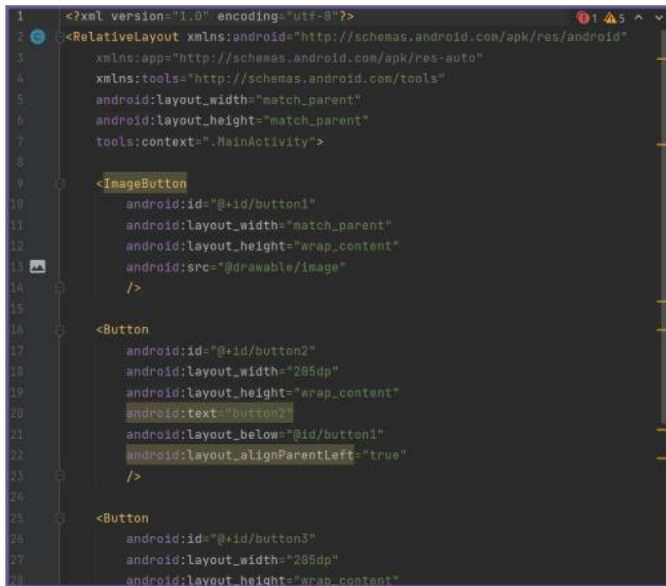 1 <?xml version="1.0" encoding="utf-8"?> 1 5
2 C <RelativeLayout xmlns:android="http://schemas.android.com/apk/res/android"
3 xmlns:app="http://schemas.android.com/apk/res-auto"
4 xmlns:tools="http://schemas.android.com/tools"
5 android:layout_width="match_parent"
6 android:layout_height="match_parent"
7 tools:context=".MainActivity">
8
9 <ImageButton
10 android:id="@+id/button1"
11 android:layout_width="match_parent"
12 android:layout_height="wrap_content"
13 android:src="@drawable/image"
14 />
15
16 <Button
17 android:id="@+id/button2"
18 android:layout_width="205dp"
19 android:layout_height="wrap_content"
20 android:text="button2"
21 android:layout_below="@id/button1"
22 android:layout_alignParentLeft="true"
23 />
24
25 <Button
26 android:id="@+id/button3"
27 android:layout_width="205dp"
28 android:layout_height="wrap_content"